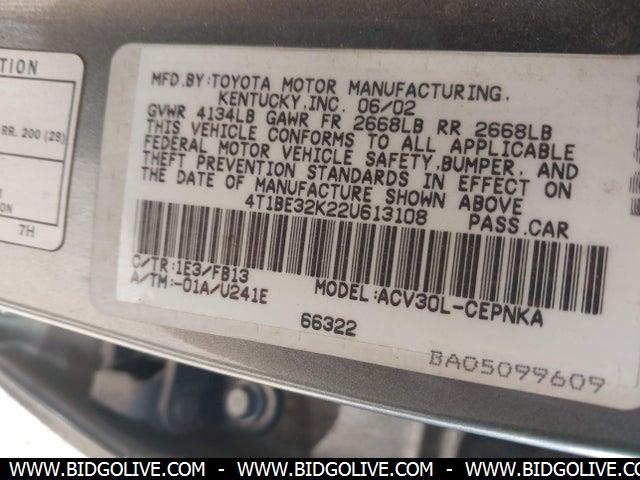 TION
RR. 200 (29)
ON
7H
MFD.BY:TOYOTA MOTOR MANUFACTURING.
KENTUCKY,INC. 06/02
GVWR 4134LB GAWR FR 2668LB RR 2668LB
THIS VEHICLE CONFORMS TO ALL APPLICABLE
FEDERAL MOTOR VEHICLE SAFETY,BUMPER, AND
THEFT PREVENTION STANDARDS IN EFFECT ON
THE DATE OF MANUFACTURE SHOWN ABOVE
4T1BE32K22U613108 PASS.CAR
C/TR:1E3/FB13
A/TM:-01A/U241E MODEL:ACV30L-CEPNKA
66322
BA05099609
WWW.BIDGOLIVE.COM - WWW.BIDGOLIVE.COM - WWW.BIDGOLIVE.COM